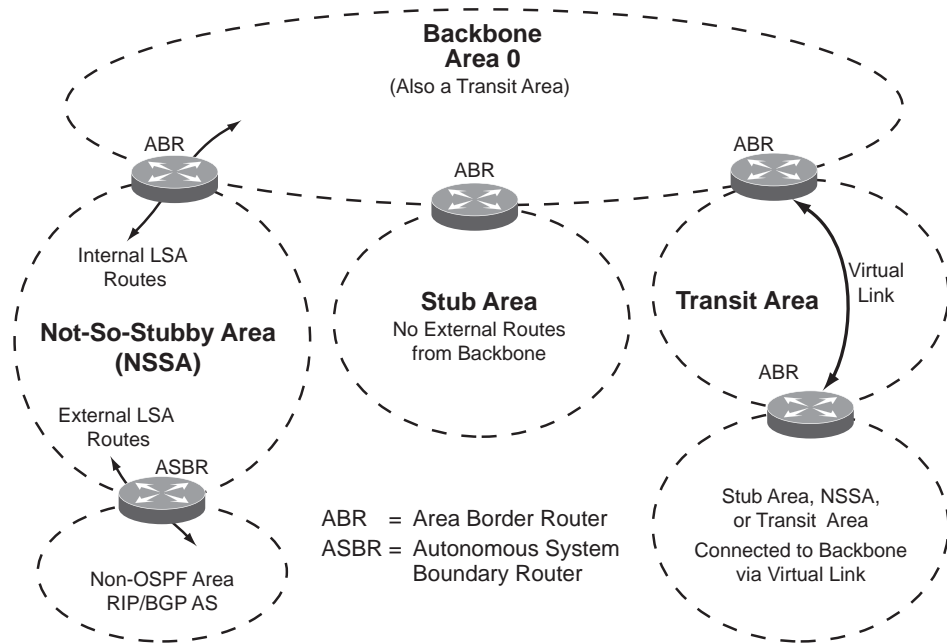 Backbone
Area 0
(Also a Transit Area)
ABR
ABR
ABR
Internal LSA
Routes
Not-So-Stubby Area
(NSSA)
Stub Area
No External Routes
from Backbone
Transit Area
Virtual
Link
ABR
External LSA
Routes
ASBR
Non-OSPF Area
RIP/BGP AS
ABR = Area Border Router
ASBR = Autonomous System
Boundary Router
Stub Area, NSSA,
or Transit Area
Connected to Backbone
via Virtual Link